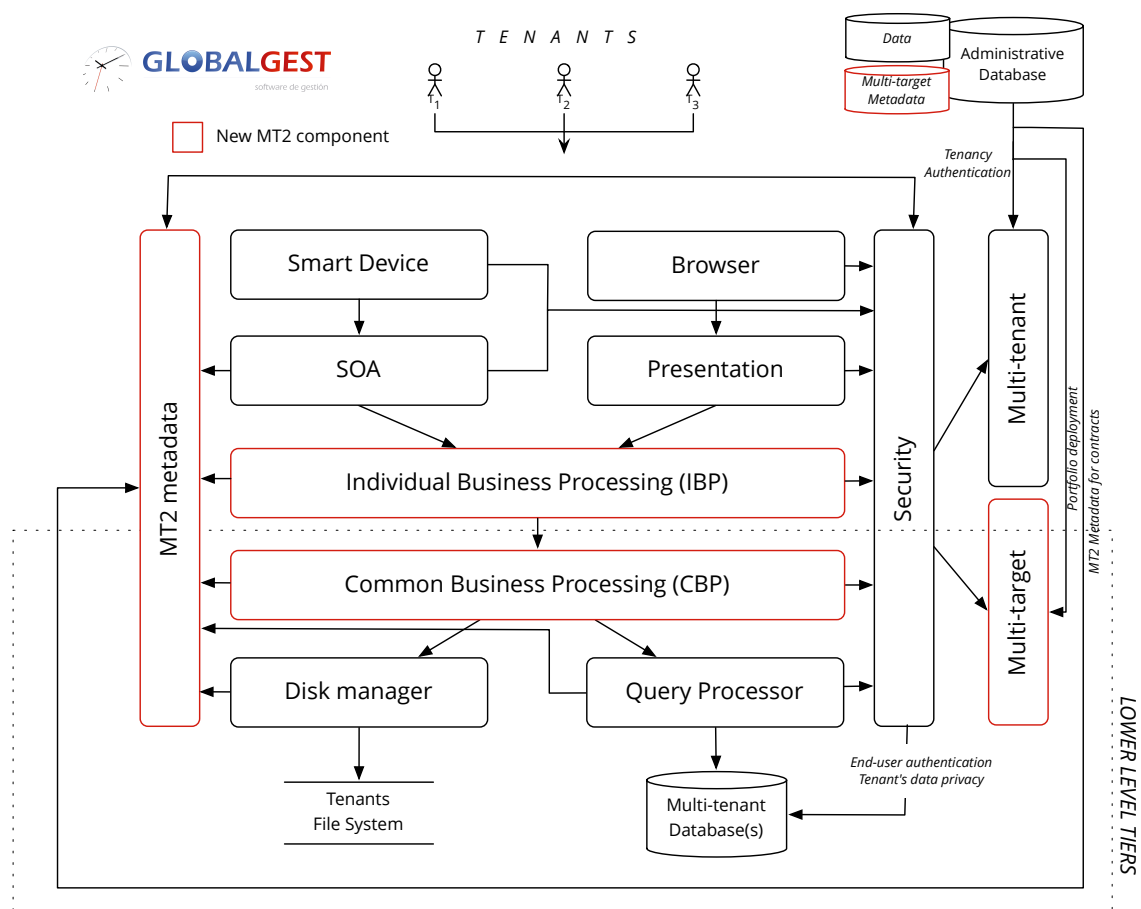 T E N A N T S
Data
Administrative
Database
Multi-target
Metadata
GLOBALGEST
software de gestión
T1
T2
T3
New MT2 component
Tenancy
Authentication
MT2 metadata
Smart Device
Browser
SOA
Presentation
Security
Multi-tenant
Individual Business Processing (IBP)
Portfolio deployment
MT2 Metadata for contracts
Common Business Processing (CBP)
Multi-target
Disk manager
Query Processor
LOWER LEVEL TIERS
End-user authentication
Tenant's data privacy
Tenants
File System
Multi-tenant
Database(s)